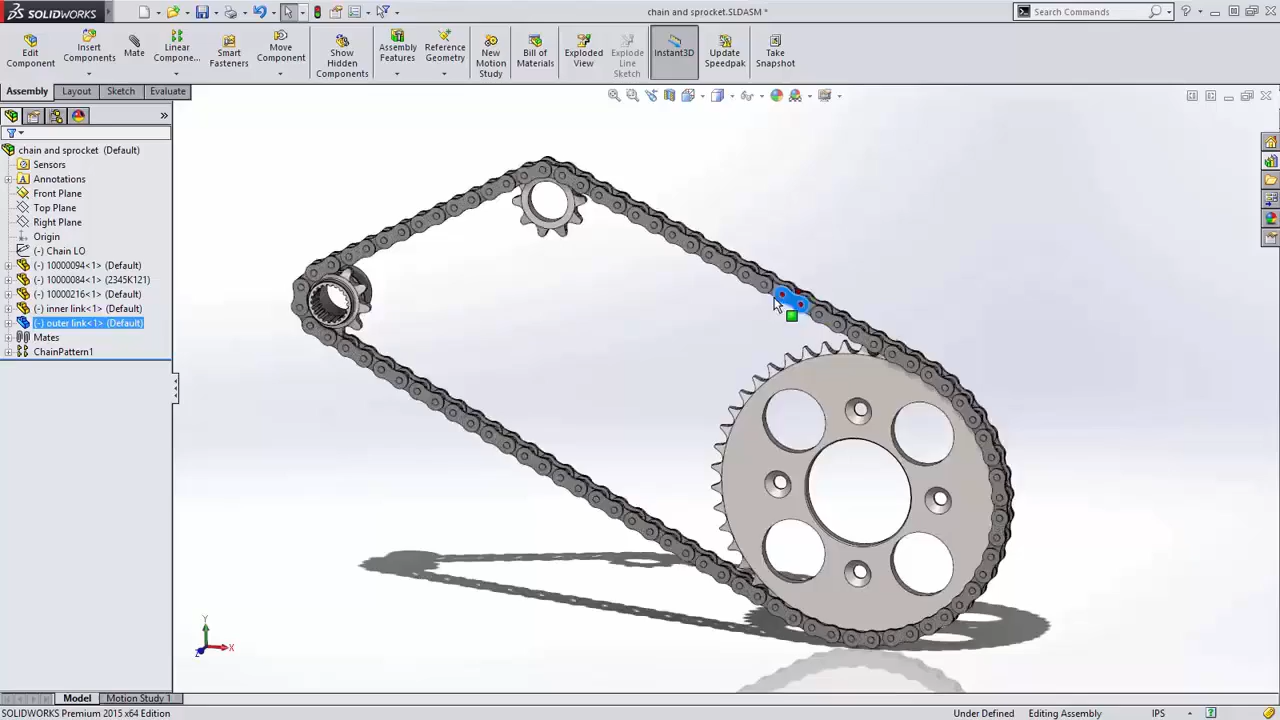 SOLIDWORKS
chain and sprocket.SLDASM *
Search Commands
Edit
Component
Insert
Components
Mate
Linear
Compone...
Smart
Fasteners
Move
Component
Show
Hidden
Components
Assembly
Features
Reference
Geometry
New
Motion
Study
Bill of
Materials
Exploded
View
Explode
Line
Sketch
Instant3D
Update
Speedpak
Take
Snapshot
Assembly
Layout
Sketch
Evaluate
chain and sprocket (Default)
Sensors
Annotations
Front Plane
Top Plane
Right Plane
Origin
(-) Chain LO
(-) 10000094<1> (Default)
(-) 10000084<1> (2345K121)
(-) 10000216<1> (Default)
(-) inner link<1> (Default)
(-) outer link<1> (Default)
Mates
ChainPattern1
Y
X
Z
Model
Motion Study 1
SOLIDWORKS Premium 2015 x64 Edition
Under Defined
Editing Assembly
IPS